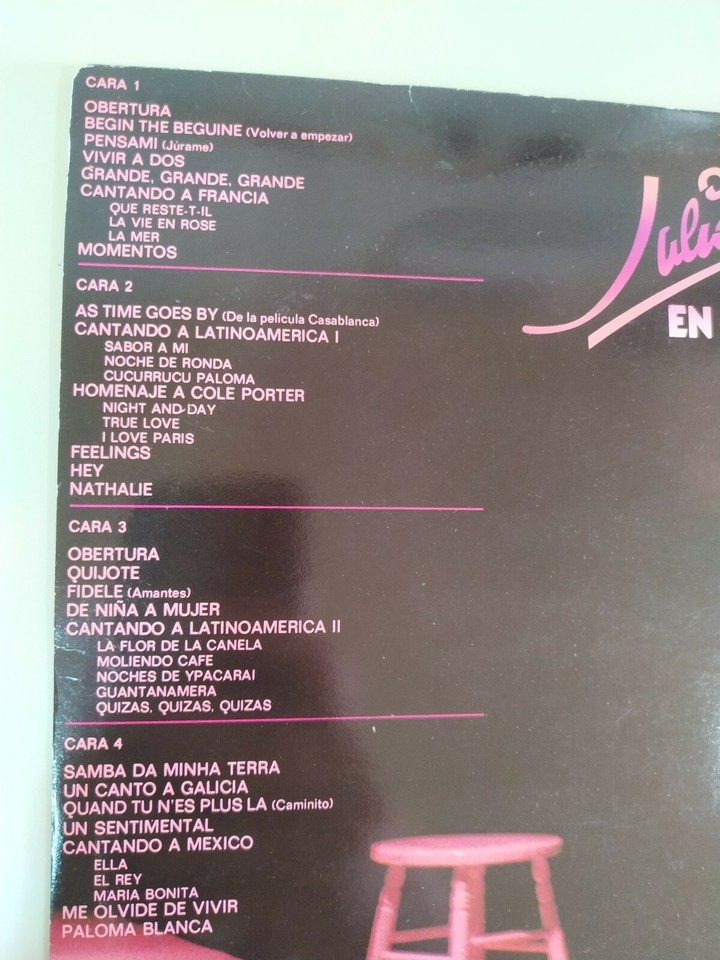 CARA 1
OBERTURA
BEGIN THE BEGUINE (Volver a empezar)
PENSAMI (Júrame)
VIVIR A DOS
GRANDE, GRANDE, GRANDE
CANTANDO A FRANCIA
QUE RESTE-T-IL
LA VIE EN ROSE
LA MER
MOMENTOS
CARA 2
AS TIME GOES BY (De la película Casablanca)
CANTANDO A LATINOAMERICA I
SABOR A MI
NOCHE DE RONDA
CUCURRUCU PALOMA
HOMENAJE A COLE PORTER
NIGHT AND DAY
TRUE LOVE
I LOVE PARIS
FEELINGS
HEY
NATHALIE
CARA 3
OBERTURA
QUIJOTE
FIDELE (Amantes)
DE NIÑA A MUJER
CANTANDO A LATINOAMERICA II
LA FLOR DE LA CANELA
MOLIENDO CAFE
NOCHES DE YPACARAI
GUANTANAMERA
QUIZAS, QUIZAS, QUIZAS
CARA 4
SAMBA DA MINHA TERRA
UN CANTO A GALICIA
QUAND TU N'ES PLUS LA (Caminito)
UN SENTIMENTAL
CANTANDO A MEXICO
ELLA
EL REY
MARIA BONITA
ME OLVIDE DE VIVIR
PALOMA BLANCA
EN